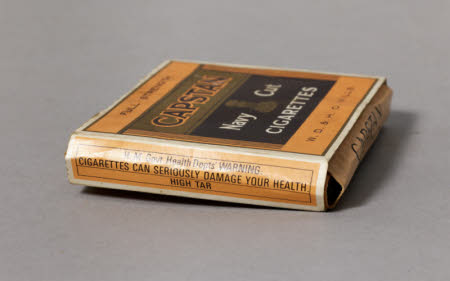 FULL STRENGTH
CAPSTAN
Navy Cut
CIGARETTES
W. D. & H. O. WILLS
CAPSTAN
H.M. Govt Health Depts' WARNING
CIGARETTES CAN SERIOUSLY DAMAGE YOUR HEALTH
HIGH TAR